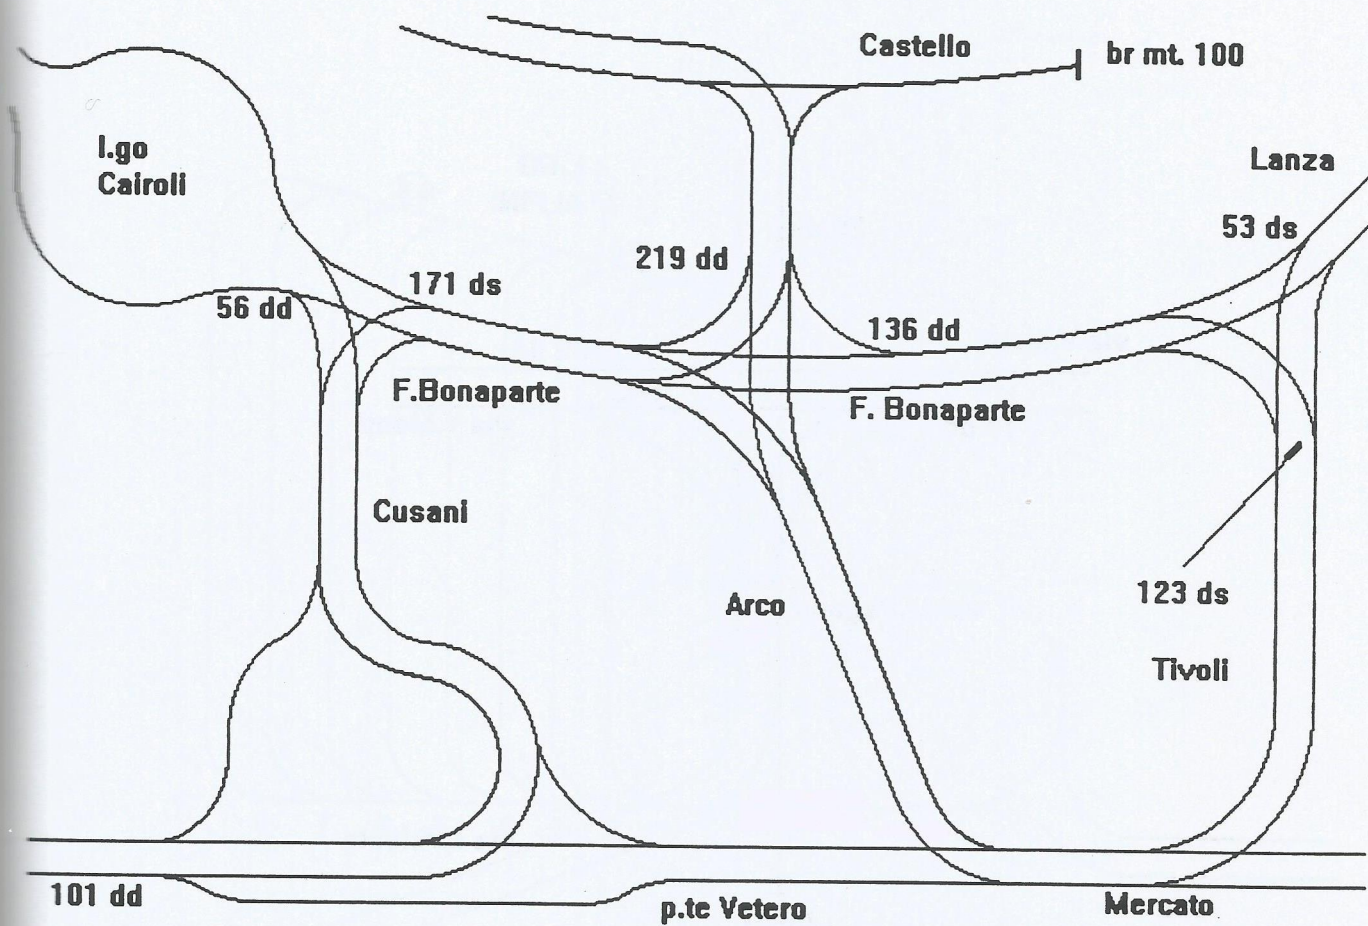 Castello
br mt. 100
l.go
Cairoli
Lanza
53 ds
219 dd
171 ds
56 dd
136 dd
F.Bonaparte
F. Bonaparte
Cusani
Arco
123 ds
Tivoli
101 dd
p.te Vetero
Mercato